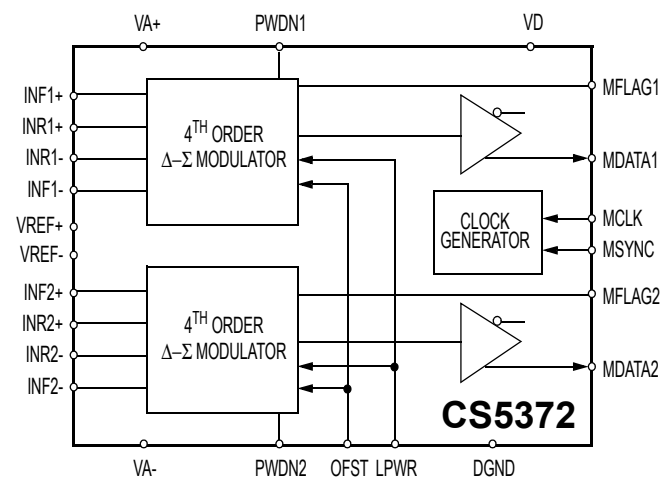 VA+ PWDN1 VD
INF1+
INR1+
INR1-
INF1-
VREF+
VREF-
INF2+
INR2+
INR2-
INF2-
4TH ORDER
Δ–Σ MODULATOR
4TH ORDER
Δ–Σ MODULATOR
CLOCK
GENERATOR
MFLAG1
MDATA1
MCLK
MSYNC
MFLAG2
MDATA2
CS5372
VA- PWDN2 OFST LPWR DGND